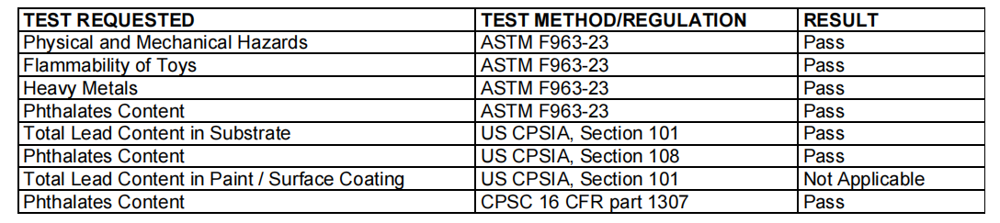 TEST REQUESTED TEST METHOD/REGULATION RESULT
Physical and Mechanical Hazards ASTM F963-23 Pass
Flammability of Toys ASTM F963-23 Pass
Heavy Metals ASTM F963-23 Pass
Phthalates Content ASTM F963-23 Pass
Total Lead Content in Substrate US CPSIA, Section 101 Pass
Phthalates Content US CPSIA, Section 108 Pass
Total Lead Content in Paint / Surface Coating US CPSIA, Section 101 Not Applicable
Phthalates Content CPSC 16 CFR part 1307 Pass